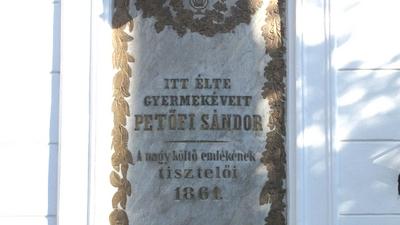 ITT ÉLTE
GYERMEKÉVEIT
PETŐFI SÁNDOR
A nagy költő emlékének
tisztelői
1861.